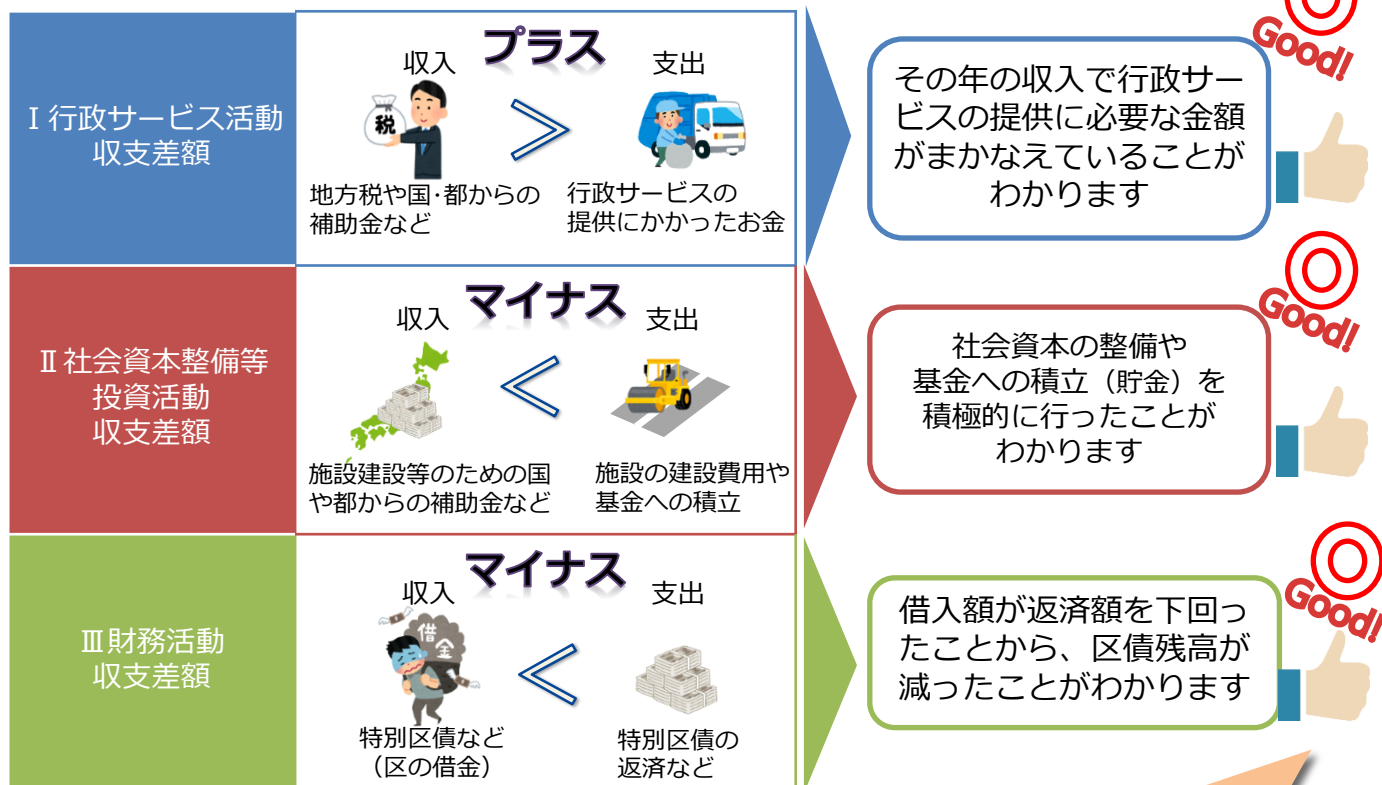 Ⅰ行政サービス活動
収支差額
プラス
収入
支出
税
地方税や国・都からの
補助金など
行政サービスの
提供にかかったお金
その年の収入で行政サー
ビスの提供に必要な金額
がまかなえていることが
わかります
Good!
Ⅱ社会資本整備等
投資活動
収支差額
マイナス
収入
支出
施設建設等のための国
や都からの補助金など
施設の建設費用や
基金への積立
社会資本の整備や
基金への積立（貯金）を
積極的に行ったことが
わかります
Good!
Ⅲ財務活動
収支差額
マイナス
収入
支出
借金
特別区債など
（区の借金）
特別区債の
返済など
借入額が返済額を下回っ
たことから、区債残高が
減ったことがわかります
Good!